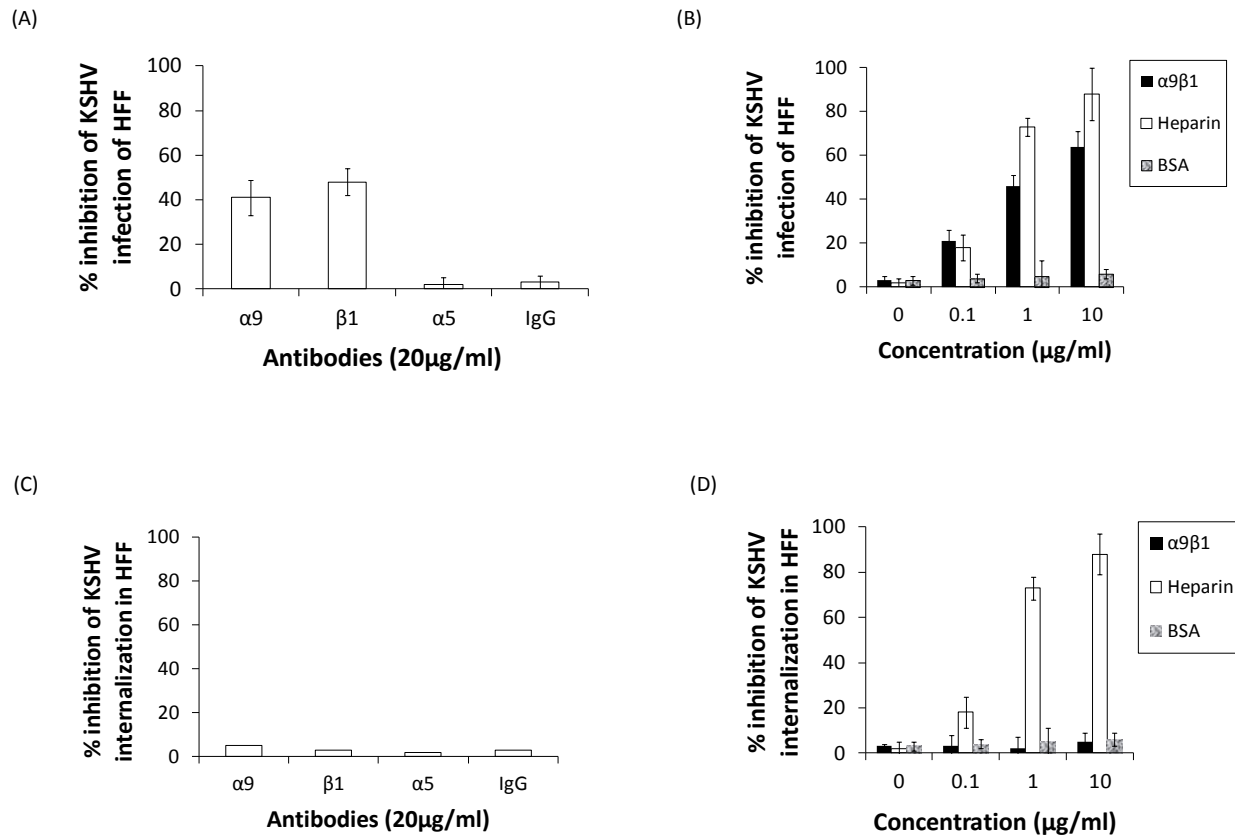 (A)
% inhibition of KSHV
infection of HFF
100
80
60
40
20
0
α9 β1 α5 IgG
Antibodies (20µg/ml)
(B)
% inhibition of KSHV
infection of HFF
100
80
60
40
20
0
0 0.1 1 10
Concentration (µg/ml)
α9β1
Heparin
BSA
(C)
% inhibition of KSHV
internalization in HFF
100
80
60
40
20
0
α9 β1 α5 IgG
Antibodies (20µg/ml)
(D)
% inhibition of KSHV
internalization in HFF
100
80
60
40
20
0
0 0.1 1 10
Concentration (µg/ml)
α9β1
Heparin
BSA